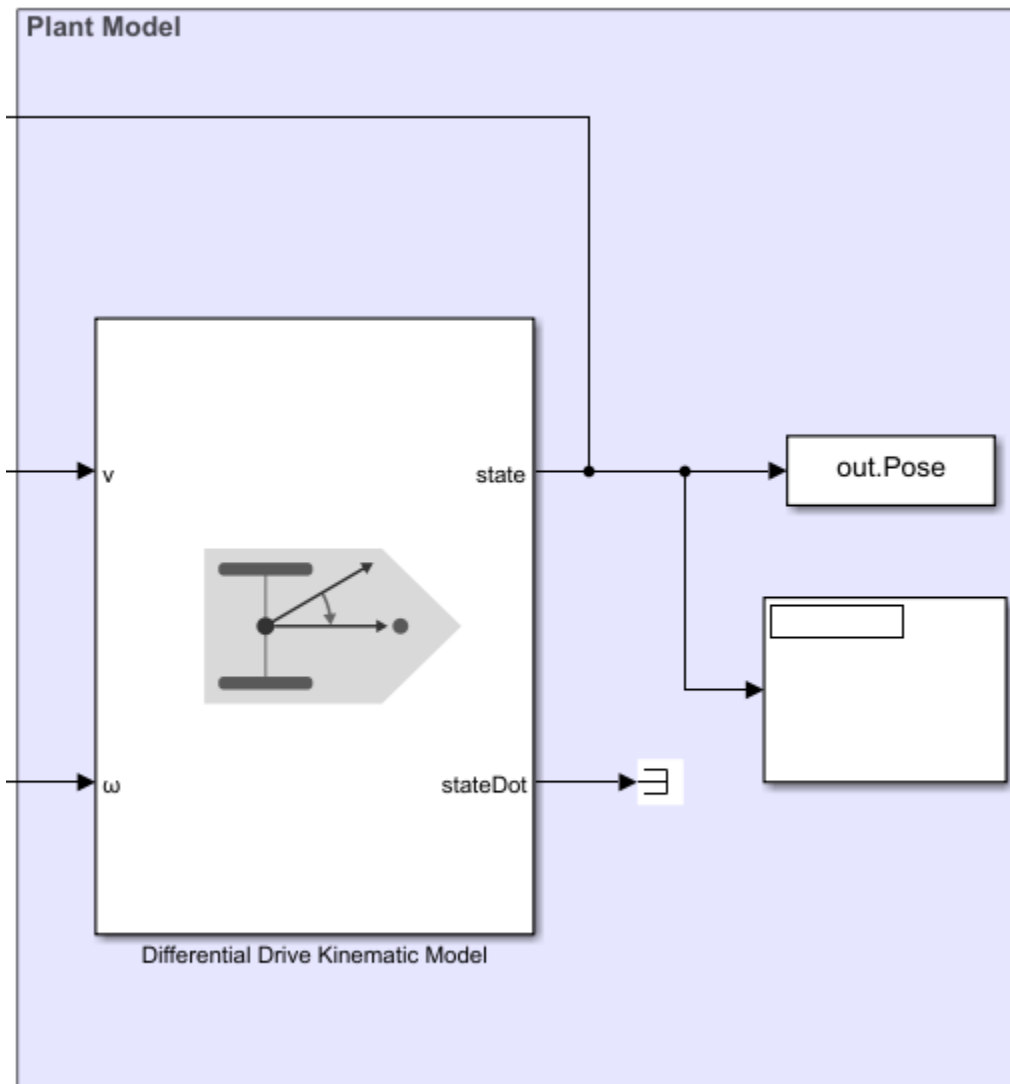 Plant Model
v
state
out.Pose
ω
stateDot
Differential Drive Kinematic Model